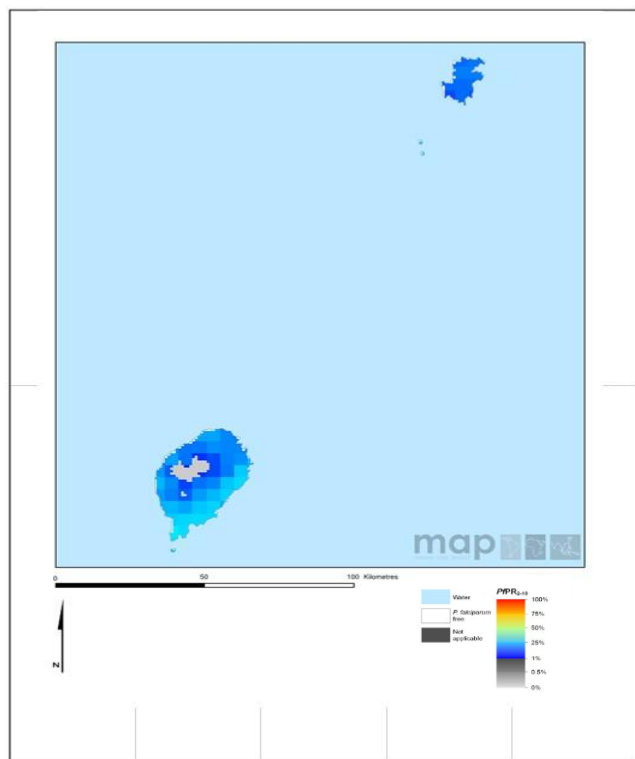 map
0
50
100 Kilometres
Water
P. falciparum
free
Not
applicable
PfPR2-10
100%
75%
50%
25%
1%
0.5%
0%
N